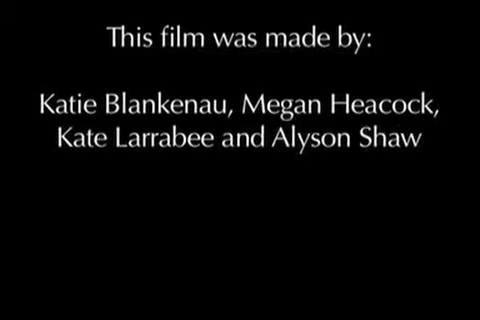 This film was made by:
Katie Blankenau, Megan Heacock,
Kate Larrabee and Alyson Shaw